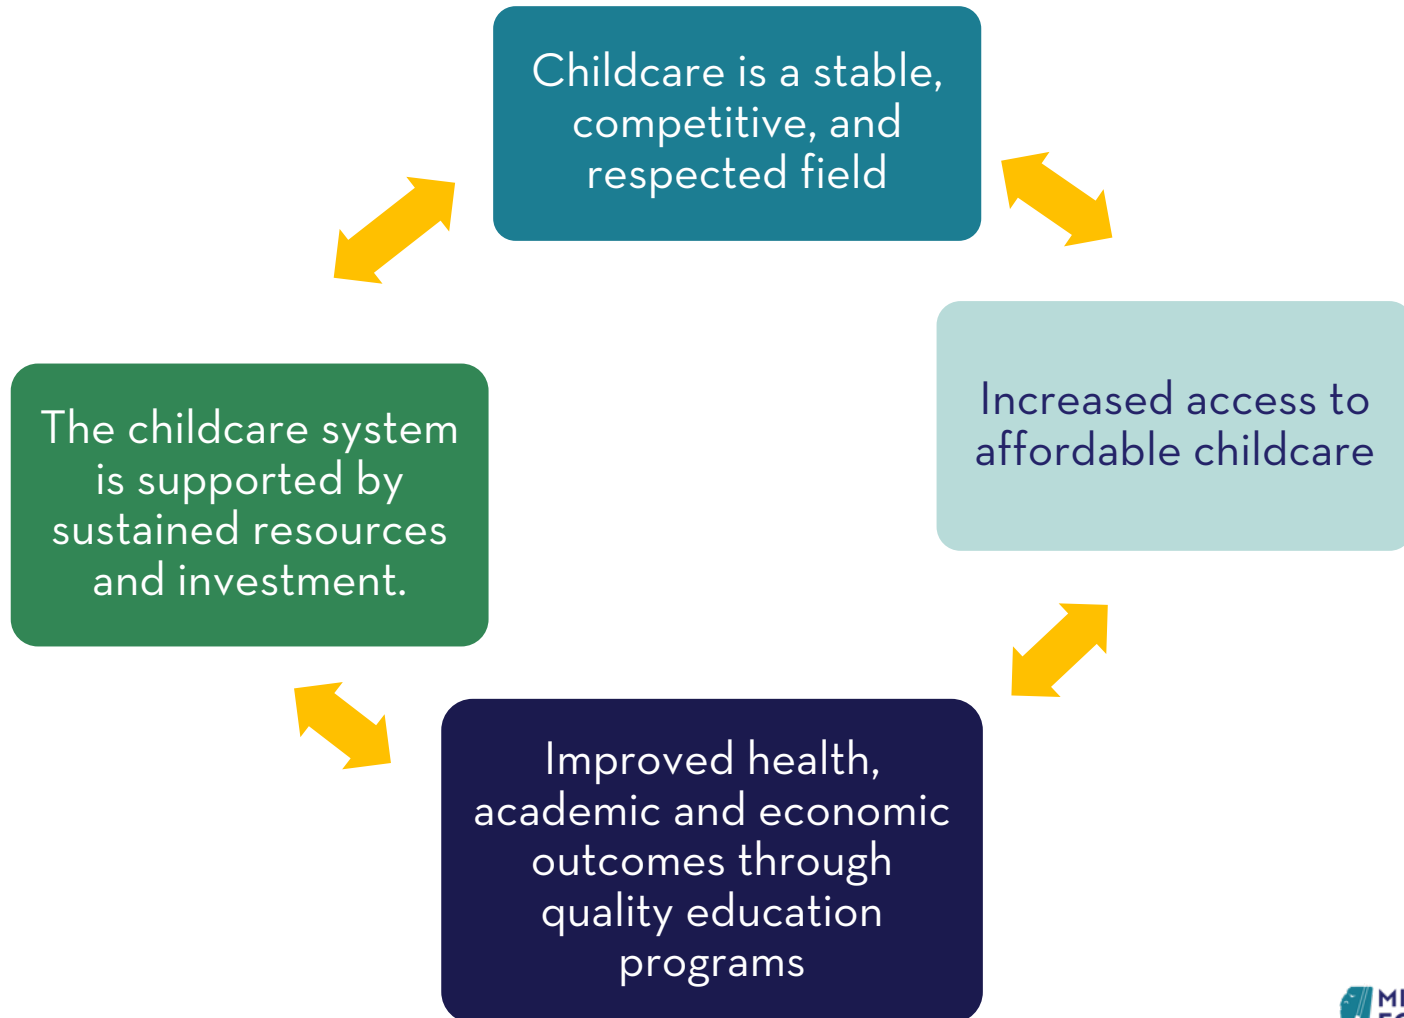 Childcare is a stable,
competitive, and
respected field
Increased access to
affordable childcare
The childcare system
is supported by
sustained resources
and investment.
Improved health,
academic and economic
outcomes through
quality education
programs